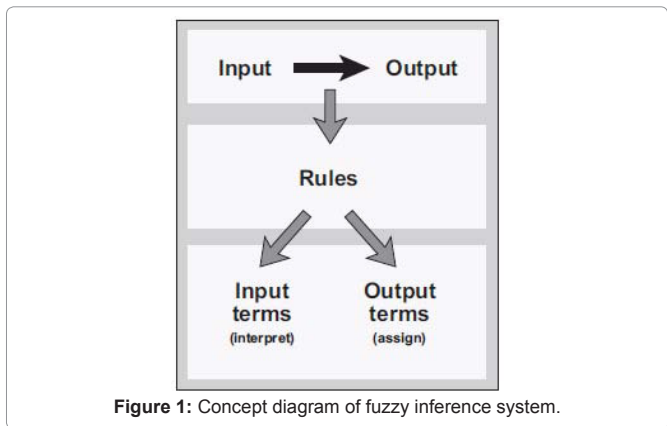 Input Output
Rules
Input Output
terms terms
(interpret) (assign)
Figure 1: Concept diagram of fuzzy inference system.